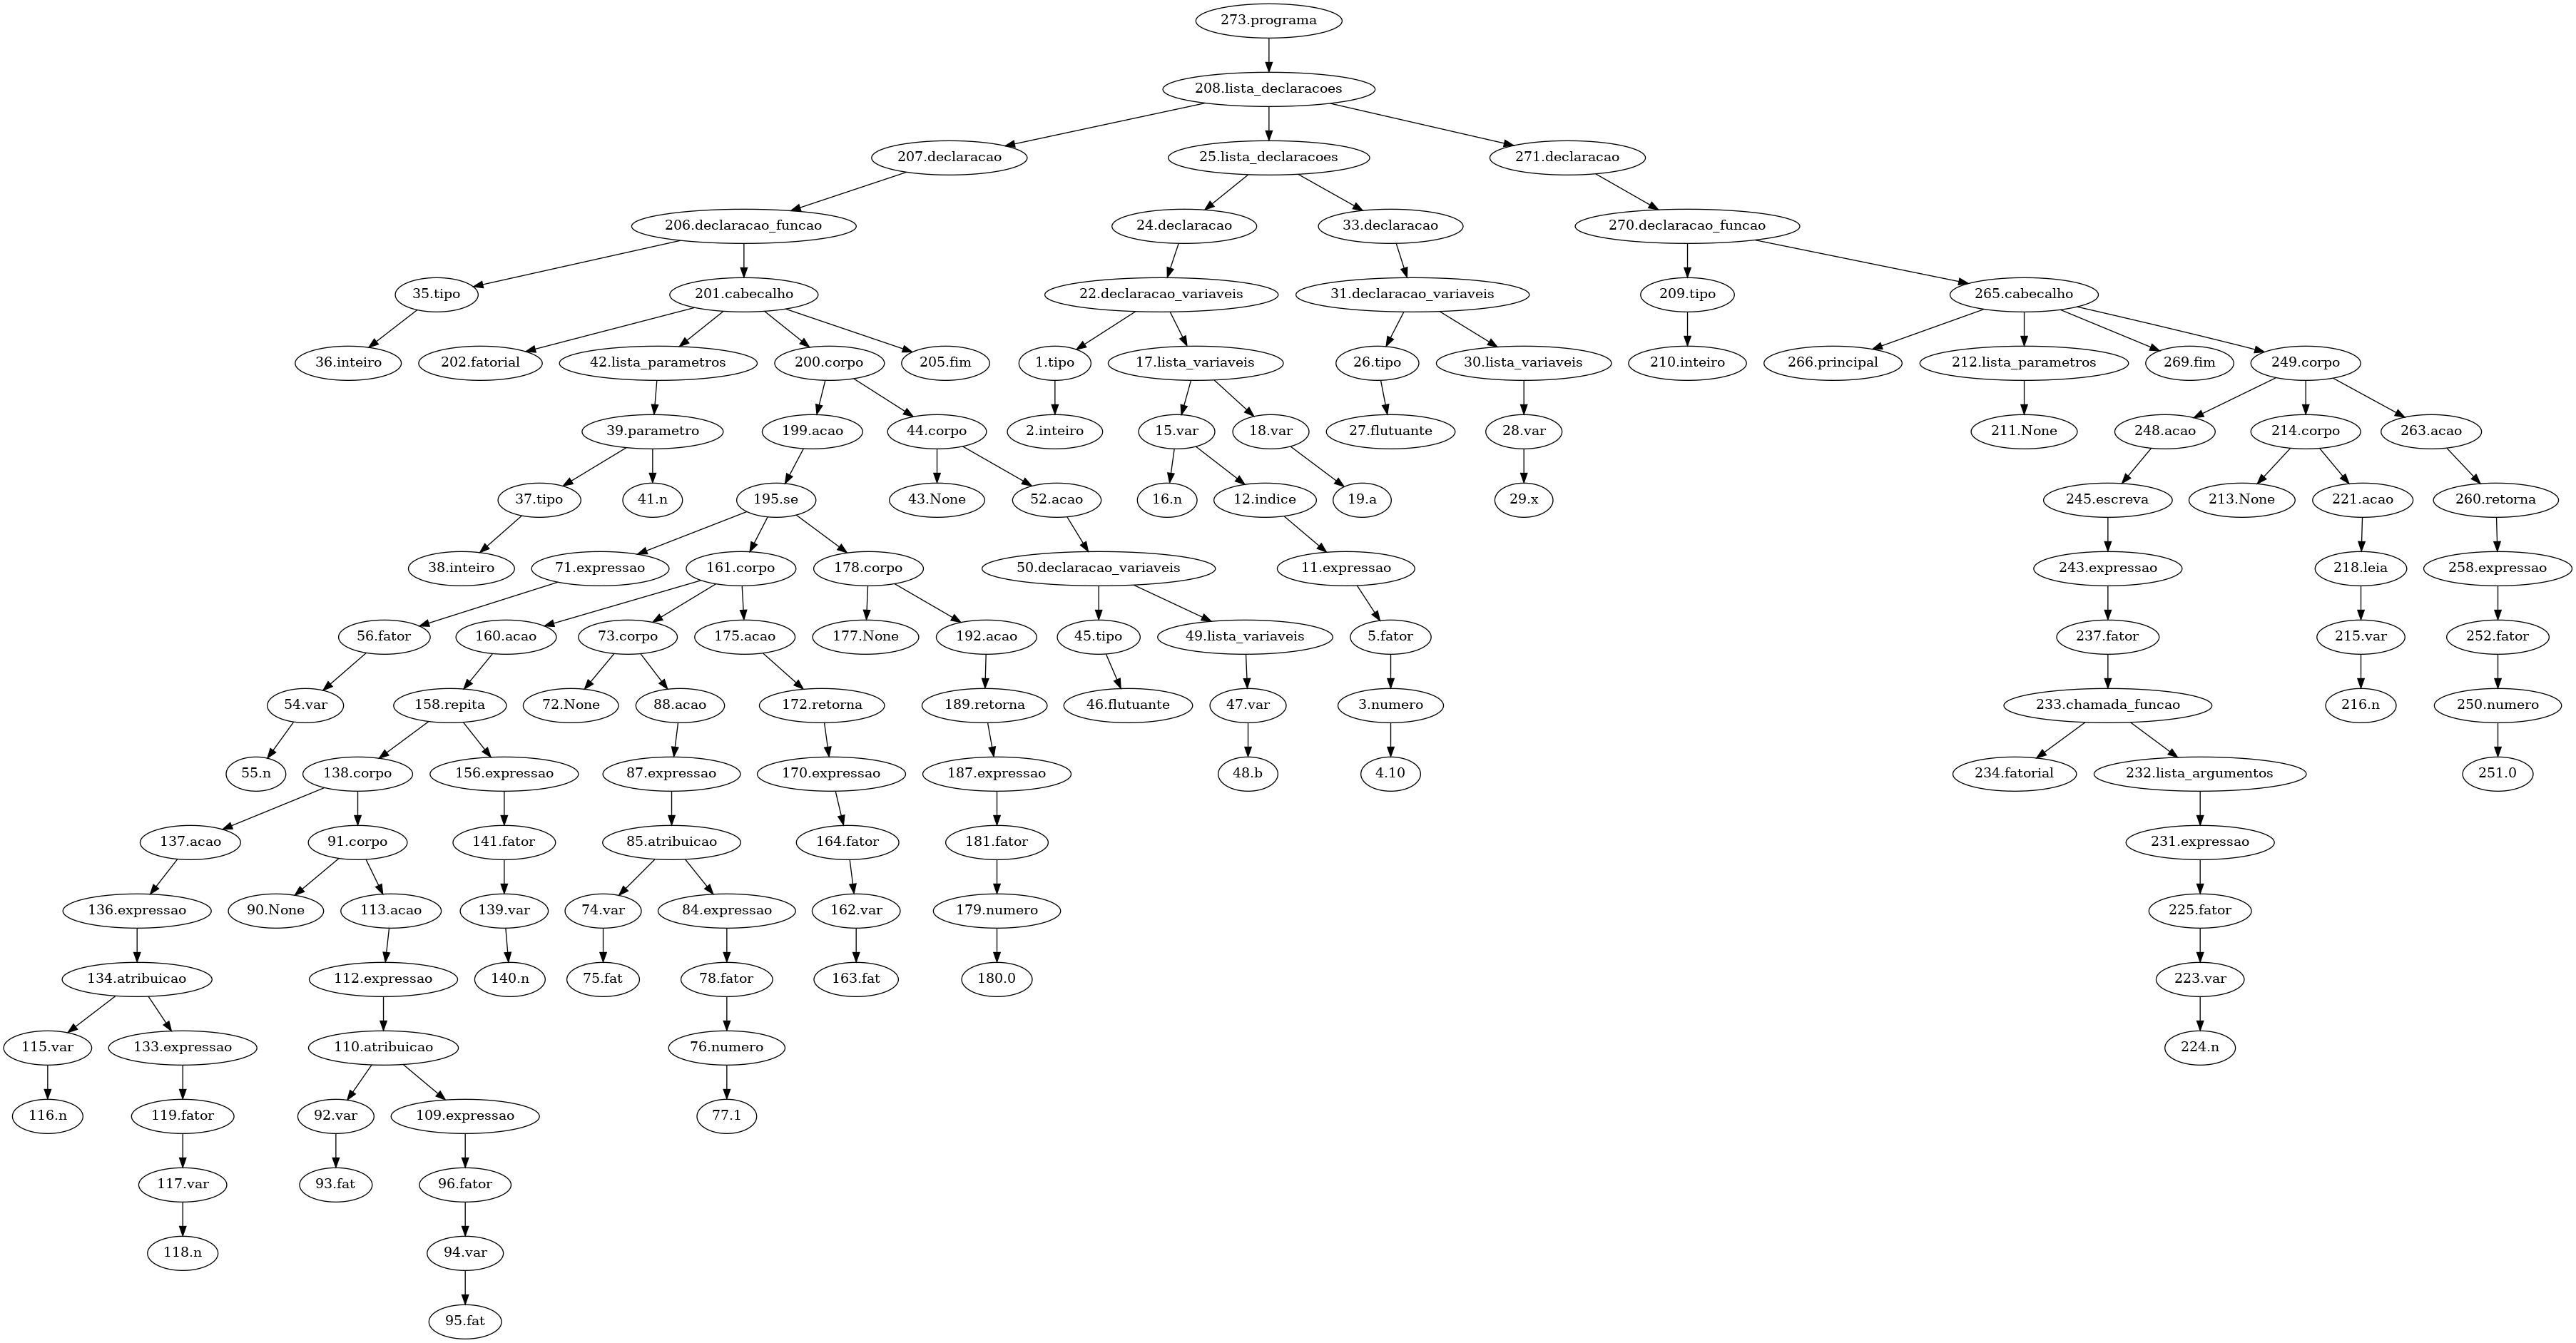 273.programa
208.lista_declaracoes
207.declaracao 25.lista_declaracoes 271.declaracao
206.declaracao_funcao 24.declaracao 33.declaracao 270.declaracao_funcao
35.tipo 201.cabecalho 22.declaracao_variaveis 31.declaracao_variaveis 209.tipo 265.cabecalho
36.inteiro 202.fatorial 42.lista_parametros 200.corpo 205.fim 1.tipo 17.lista_variaveis 26.tipo 30.lista_variaveis 210.inteiro 266.principal 212.lista_parametros 269.fim 249.corpo
39.parametro 199.acao 44.corpo 2.inteiro 15.var 18.var 27.flutuante 28.var 211.None 248.acao 214.corpo 263.acao
37.tipo 41.n 195.se 43.None 52.acao 16.n 12.indice 19.a 29.x 245.escreva 213.None 221.acao 260.retorna
38.inteiro 71.expressao 161.corpo 178.corpo 50.declaracao_variaveis 11.expressao 243.expressao 218.leia 258.expressao
56.fator 160.acao 73.corpo 175.acao 177.None 192.acao 45.tipo 49.lista_variaveis 5.fator 237.fator 215.var 252.fator
54.var 158.repita 72.None 88.acao 172.retorna 189.retorna 46.flutuante 47.var 3.numero 233.chamada_funcao 216.n 250.numero
55.n 138.corpo 156.expressao 87.expressao 170.expressao 187.expressao 48.b 4.10 234.fatorial 232.lista_argumentos 251.0
137.acao 91.corpo 141.fator 85.atribuicao 164.fator 181.fator 231.expressao
136.expressao 90.None 113.acao 139.var 74.var 84.expressao 162.var 179.numero 225.fator
134.atribuicao 112.expressao 140.n 75.fat 78.fator 163.fat 180.0 223.var
115.var 133.expressao 110.atribuicao 76.numero 224.n
116.n 119.fator 92.var 109.expressao 77.1
117.var 93.fat 96.fator
118.n 94.var
95.fat